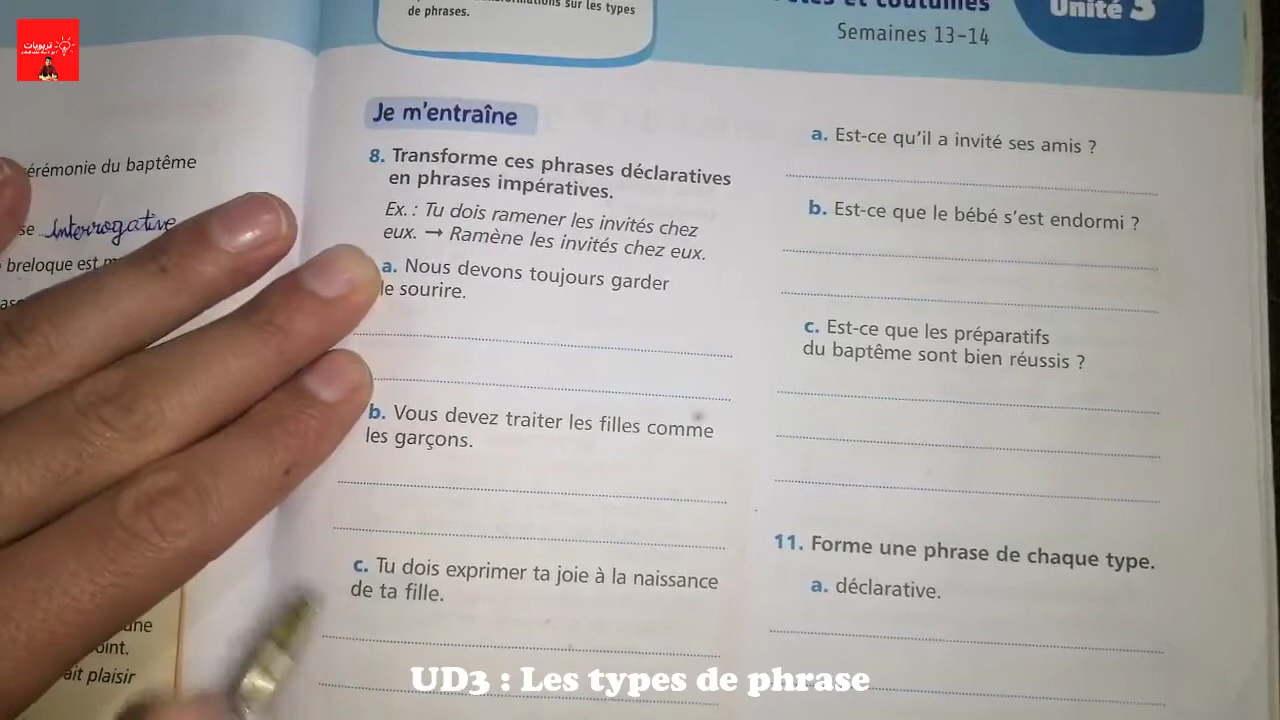 تربويات
de phrases.
et coutumes
Unité 3
Semaines 13-14
érémonie du baptême
se Interrogative
breloque est
une
oint.
ait plaisir
Je m'entraîne
8. Transforme ces phrases déclaratives
en phrases impératives.
Ex. : Tu dois ramener les invités chez
eux. → Ramène les invités chez eux.
a. Nous devons toujours garder
le sourire.
b. Vous devez traiter les filles comme
les garçons.
c. Tu dois exprimer ta joie à la naissance
de ta fille.
a. Est-ce qu'il a invité ses amis ?
b. Est-ce que le bébé s'est endormi ?
c. Est-ce que les préparatifs
du baptême sont bien réussis ?
11. Forme une phrase de chaque type.
a. déclarative.
UD3 : Les types de phrase